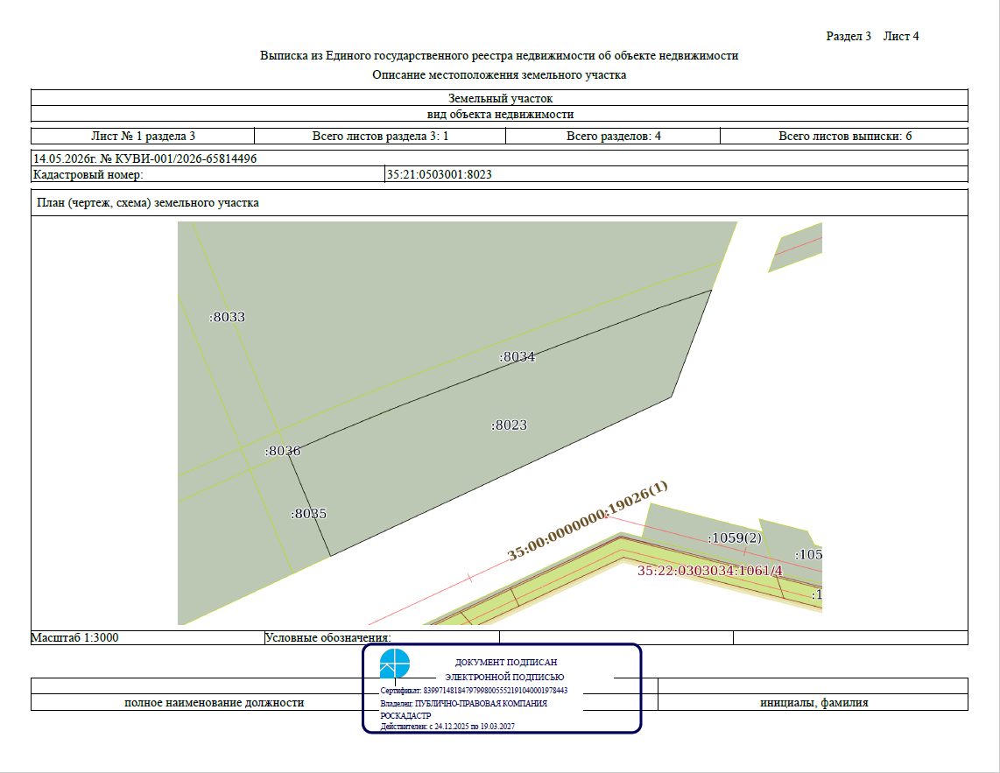 Раздел 3 Лист 4
Выписка из Единого государственного реестра недвижимости об объекте недвижимости
Описание местоположения земельного участка
Земельный участок
вид объекта недвижимости
Лист № 1 раздела 3 Всего листов раздела 3: 1 Всего разделов: 4 Всего листов выписки: 6
14.05.2026г. № КУВИ-001/2026-65814496
Кадастровый номер: 35:21:0503001:8023
План (чертеж, схема) земельного участка
:8033
:8034
:8023
:8036
:8035
35:00:0000000:19026(1)
:1059(2)
:105
35:22:0303034:1061/4
:1
Масштаб 1:3000 Условные обозначения:
ДОКУМЕНТ ПОДПИСАН
ЭЛЕКТРОННОЙ ПОДПИСЬЮ
Сертификат: 83997148184797998005552191040001978443
Владелец: ПУБЛИЧНО-ПРАВОВАЯ КОМПАНИЯ
РОСКАДАСТР
Действителен: с 24.12.2025 по 19.03.2027
полное наименование должности инициалы, фамилия